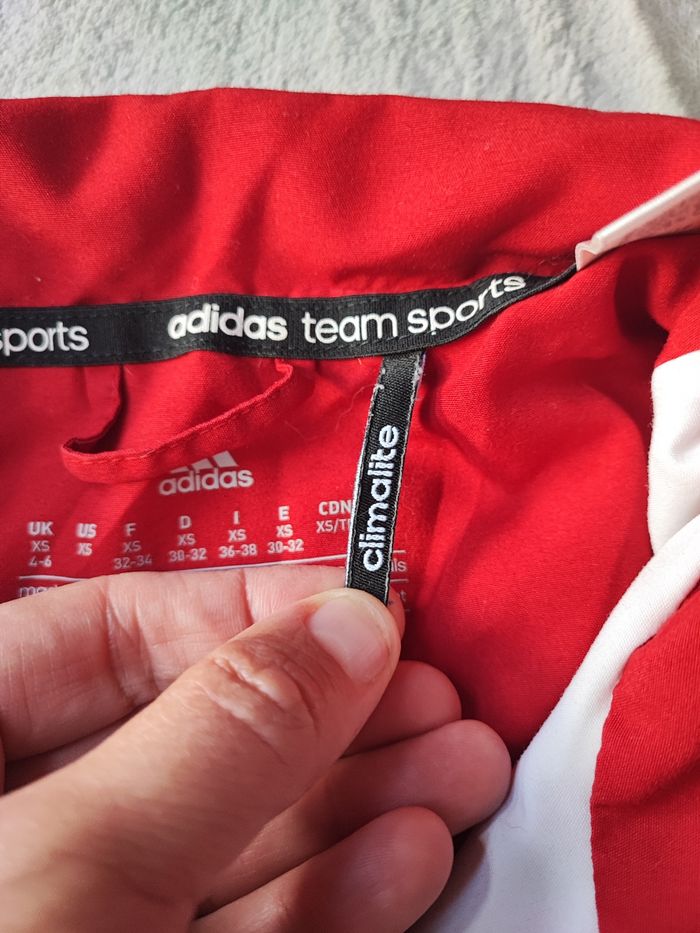 sports adidas team sports
climalite
adidas
UK US F D I E CDN
XS XS XS XS XS XS XS/
4-6 32-34 30-32 36-38 30-32